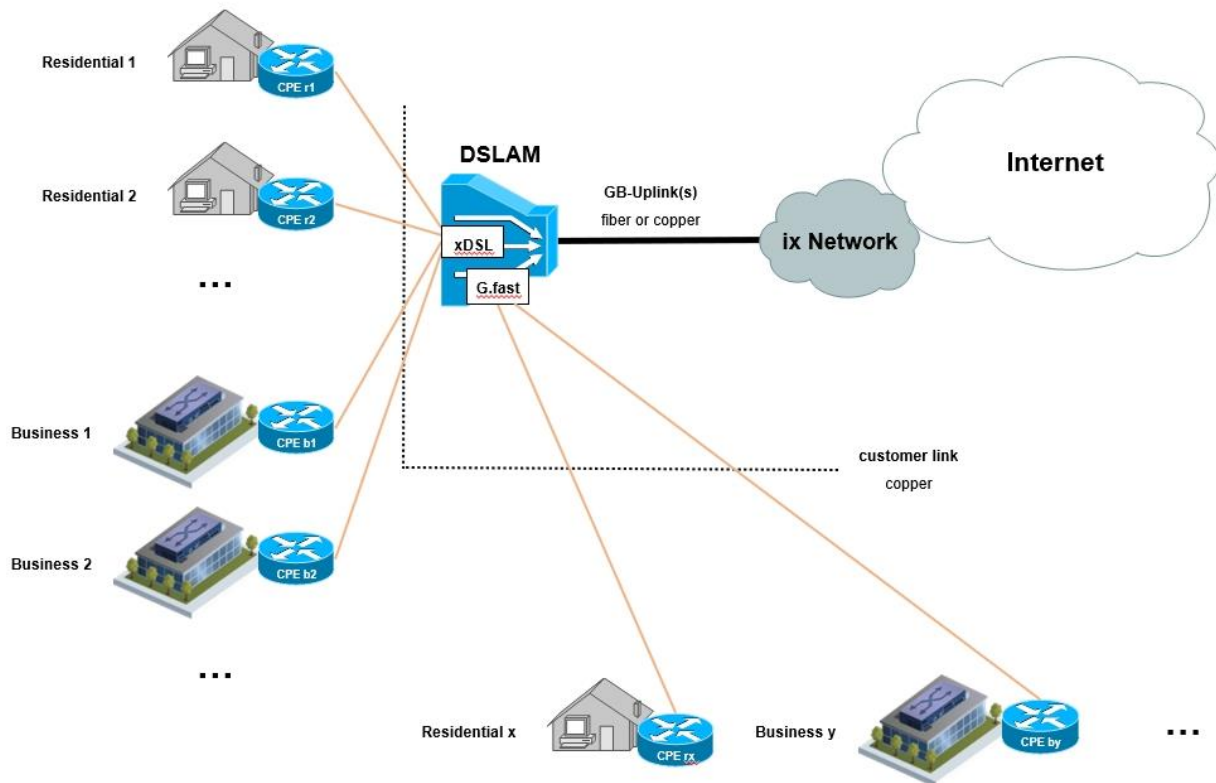 Residential 1
CPE r1
Residential 2
CPE r2
...
DSLAM
xDSL
G.fast
GB-Uplink(s)
fiber or copper
ix Network
Internet
Business 1
CPE b1
Business 2
CPE b2
...
customer link
copper
Residential x
CPE rx
Business y
CPE by
...